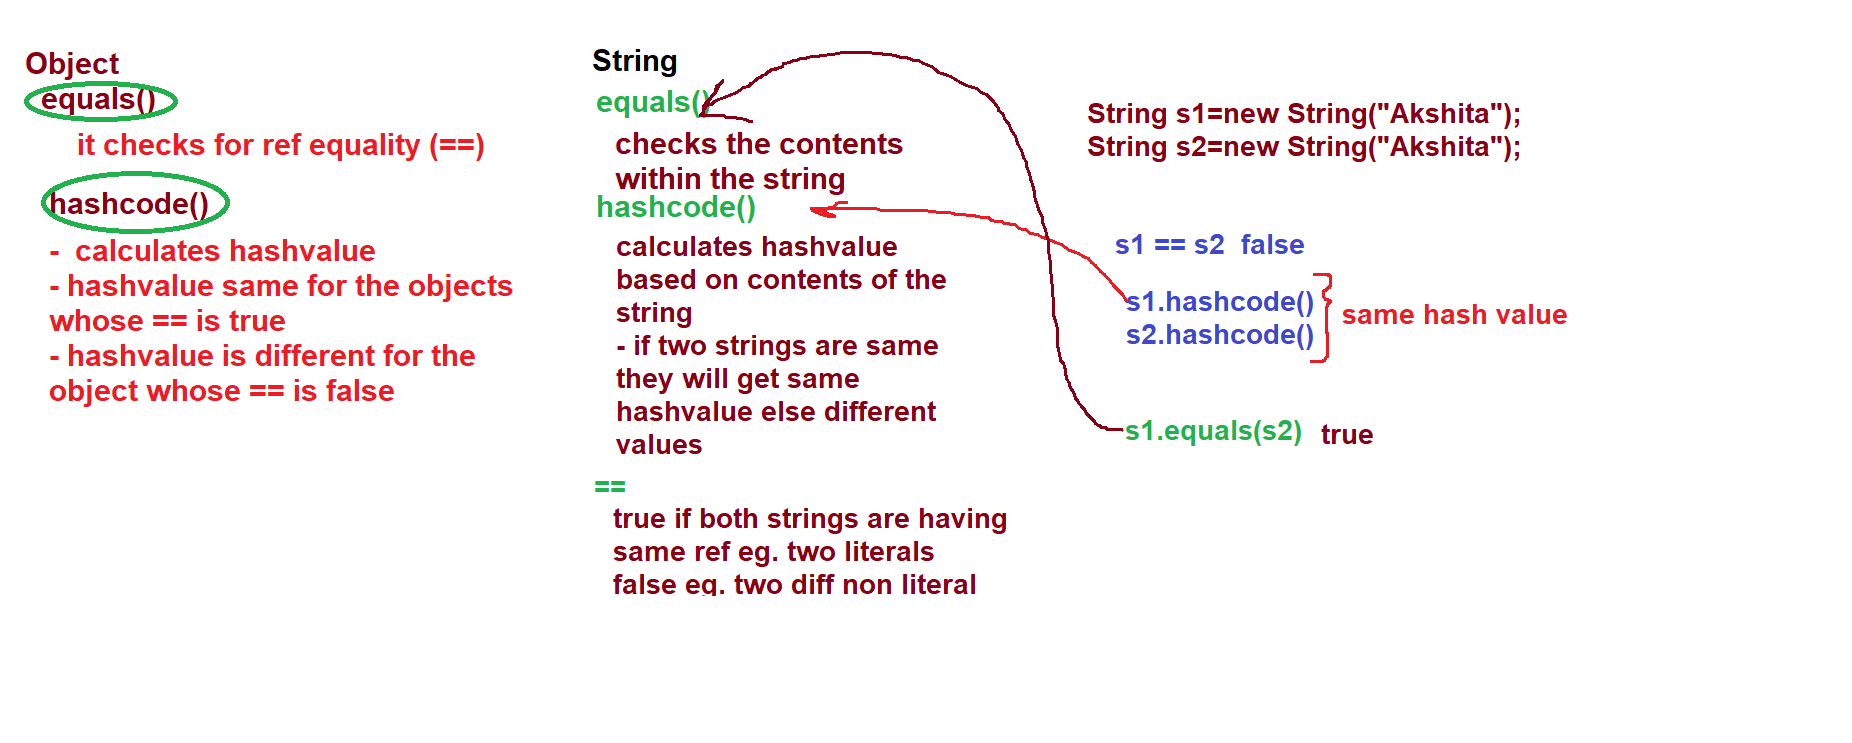 Object
equals()
it checks for ref equality (==)
hashcode()
- calculates hashvalue
- hashvalue same for the objects
whose == is true
- hashvalue is different for the
object whose == is false
String
equals()
checks the contents
within the string
hashcode()
calculates hashvalue
based on contents of the
string
- if two strings are same
they will get same
hashvalue else different
values
==
true if both strings are having
same ref eg. two literals
false eg. two diff non literal
String s1=new String("Akshita");
String s2=new String("Akshita");
s1 == s2 false
s1.hashcode()
s2.hashcode()
same hash value
s1.equals(s2) true